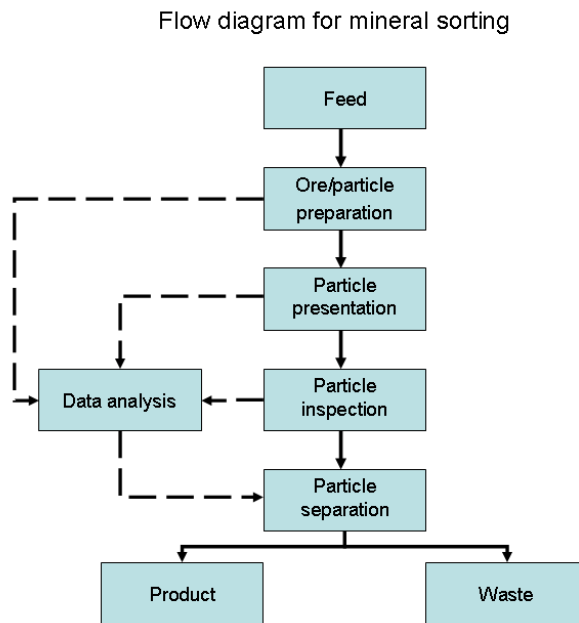 Flow diagram for mineral sorting
Feed
Ore/particle
preparation
Particle
presentation
Data analysis
Particle
inspection
Particle
separation
Product
Waste